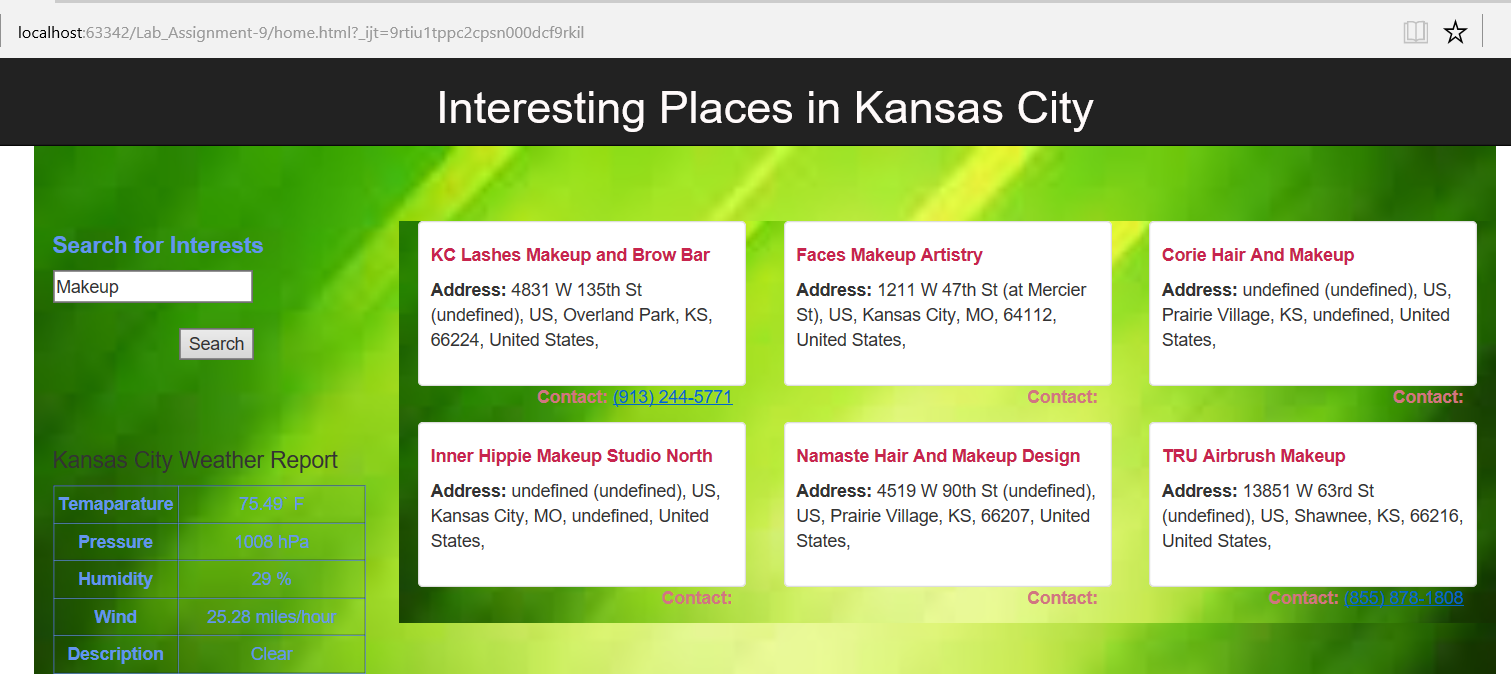 localhost:63342/Lab_Assignment-9/home.html?_ijt=9rtiu1tppc2cpsn000dcf9rkil
Interesting Places in Kansas City
Search for Interests
Makeup
Search
Kansas City Weather Report
Temaparature 75.49° F
Pressure 1008 hPa
Humidity 29 %
Wind 25.28 miles/hour
Description Clear
KC Lashes Makeup and Brow Bar
Address: 4831 W 135th St
(undefined), US, Overland Park, KS,
66224, United States,
Contact: (913) 244-5771
Faces Makeup Artistry
Address: 1211 W 47th St (at Mercier
St), US, Kansas City, MO, 64112,
United States,
Contact:
Corie Hair And Makeup
Address: undefined (undefined), US,
Prairie Village, KS, undefined, United
States,
Contact:
Inner Hippie Makeup Studio North
Address: undefined (undefined), US,
Kansas City, MO, undefined, United
States,
Contact:
Namaste Hair And Makeup Design
Address: 4519 W 90th St (undefined),
US, Prairie Village, KS, 66207, United
States,
Contact:
TRU Airbrush Makeup
Address: 13851 W 63rd St
(undefined), US, Shawnee, KS, 66216,
United States,
Contact: (855) 878-1808